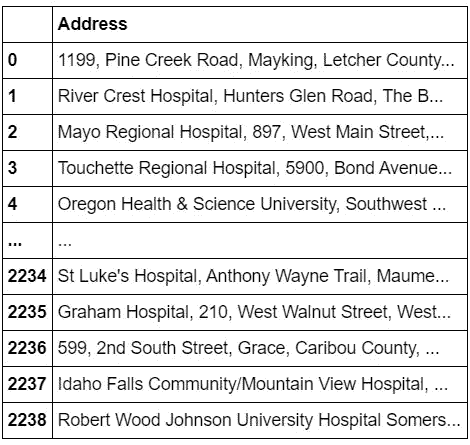 Address
0 1199, Pine Creek Road, Mayking, Letcher County...
1 River Crest Hospital, Hunters Glen Road, The B...
2 Mayo Regional Hospital, 897, West Main Street,...
3 Touchette Regional Hospital, 5900, Bond Avenue...
4 Oregon Health & Science University, Southwest ...
... ...
2234 St Luke's Hospital, Anthony Wayne Trail, Maume...
2235 Graham Hospital, 210, West Walnut Street, West...
2236 599, 2nd South Street, Grace, Caribou County, ...
2237 Idaho Falls Community/Mountain View Hospital, ...
2238 Robert Wood Johnson University Hospital Somers...